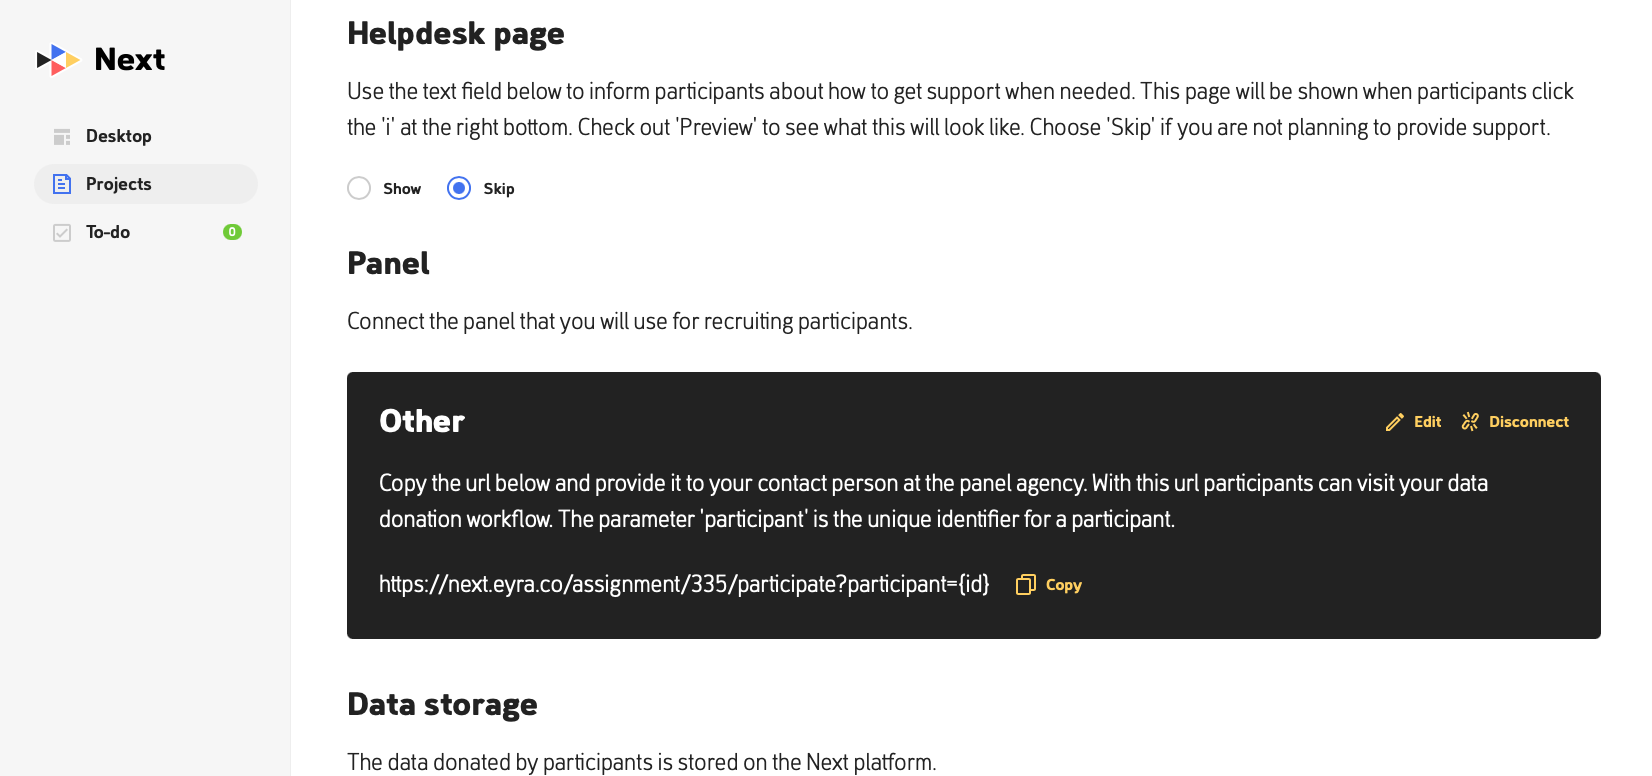 Next
Desktop
Projects
To-do
0
Helpdesk page
Use the text field below to inform participants about how to get support when needed. This page will be shown when participants click
the 'i' at the right bottom. Check out 'Preview' to see what this will look like. Choose 'Skip' if you are not planning to provide support.
Show
Skip
Panel
Connect the panel that you will use for recruiting participants.
Other
Edit
Disconnect
Copy the url below and provide it to your contact person at the panel agency. With this url participants can visit your data
donation workflow. The parameter 'participant' is the unique identifier for a participant.
https://next.eyra.co/assignment/335/participate?participant={id}
Copy
Data storage
The data donated by participants is stored on the Next platform.